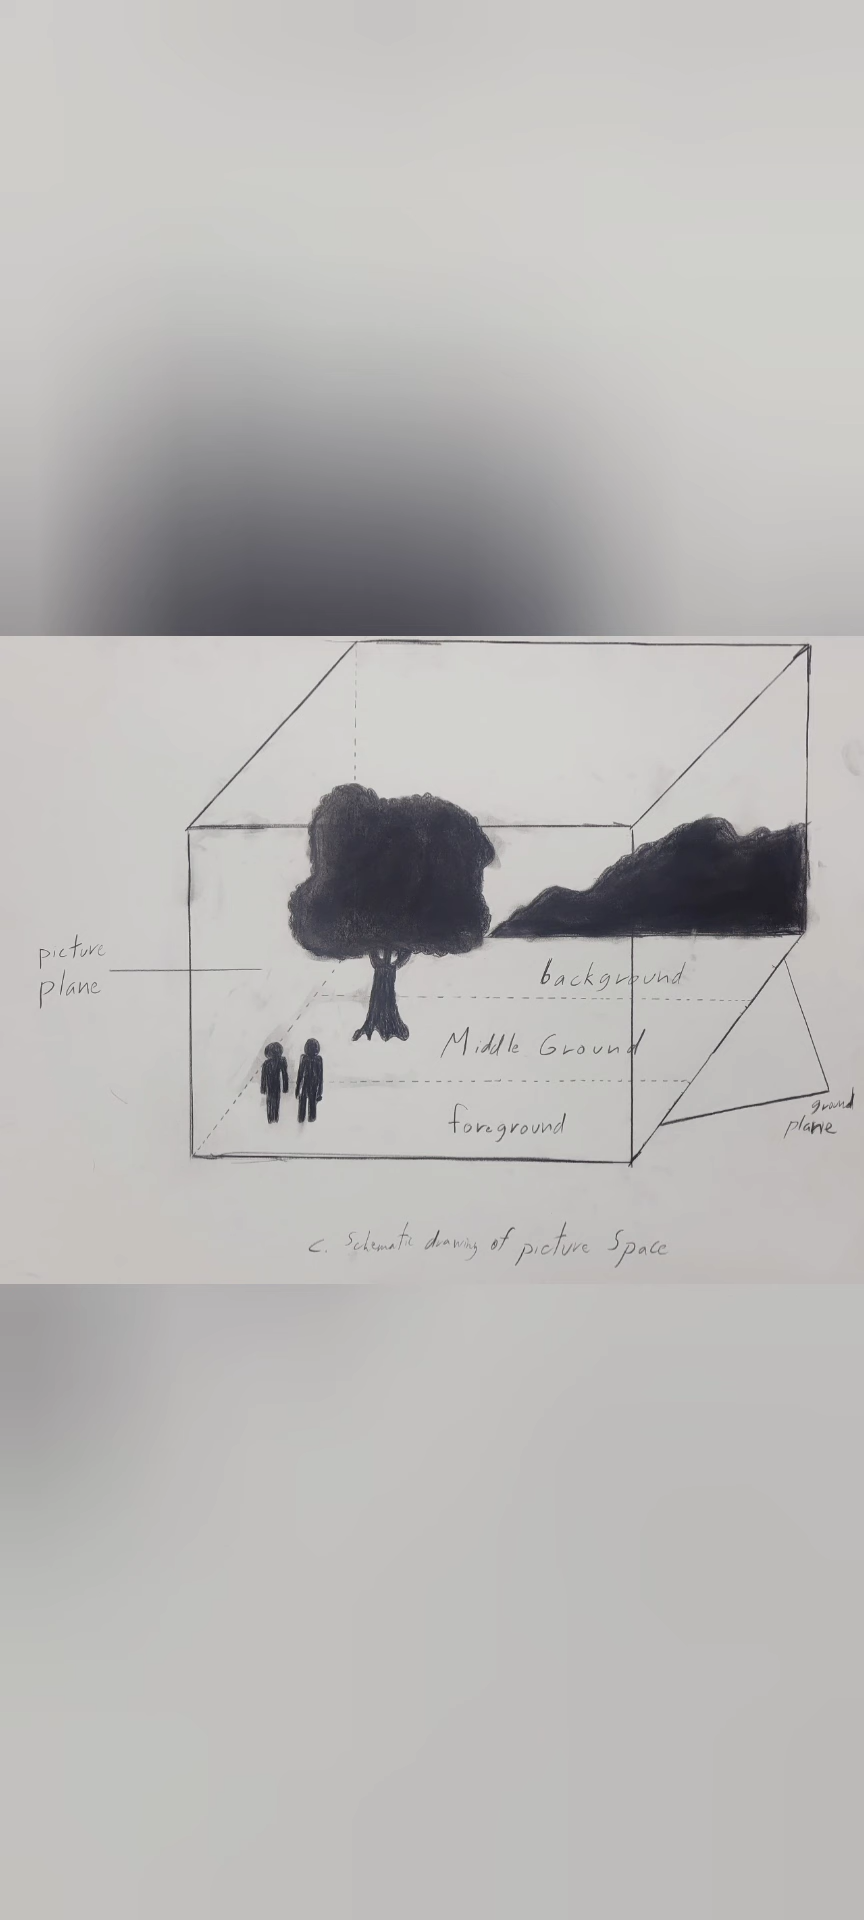 picture
plane
background
Middle Ground
foreground
ground
plane
c. Schematic drawing of picture Space